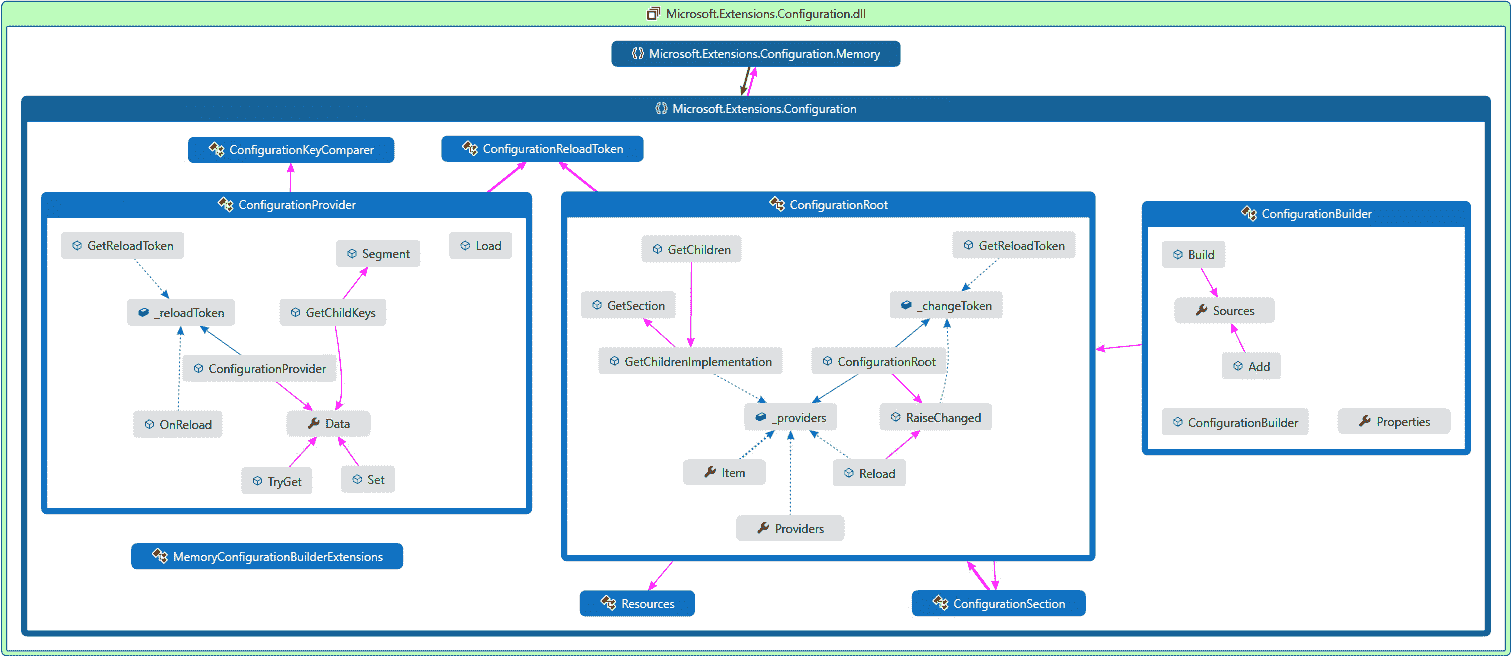 Microsoft.Extensions.Configuration.dll
Microsoft.Extensions.Configuration.Memory
Microsoft.Extensions.Configuration
ConfigurationKeyComparer
ConfigurationReloadToken
ConfigurationProvider
GetReloadToken
Segment
Load
_reloadToken
GetChildKeys
ConfigurationProvider
OnReload
Data
TryGet
Set
ConfigurationRoot
GetChildren
GetReloadToken
GetSection
_changeToken
GetChildrenImplementation
ConfigurationRoot
_providers
RaiseChanged
Item
Reload
Providers
ConfigurationBuilder
Build
Sources
Add
ConfigurationBuilder
Properties
MemoryConfigurationBuilderExtensions
Resources
ConfigurationSection